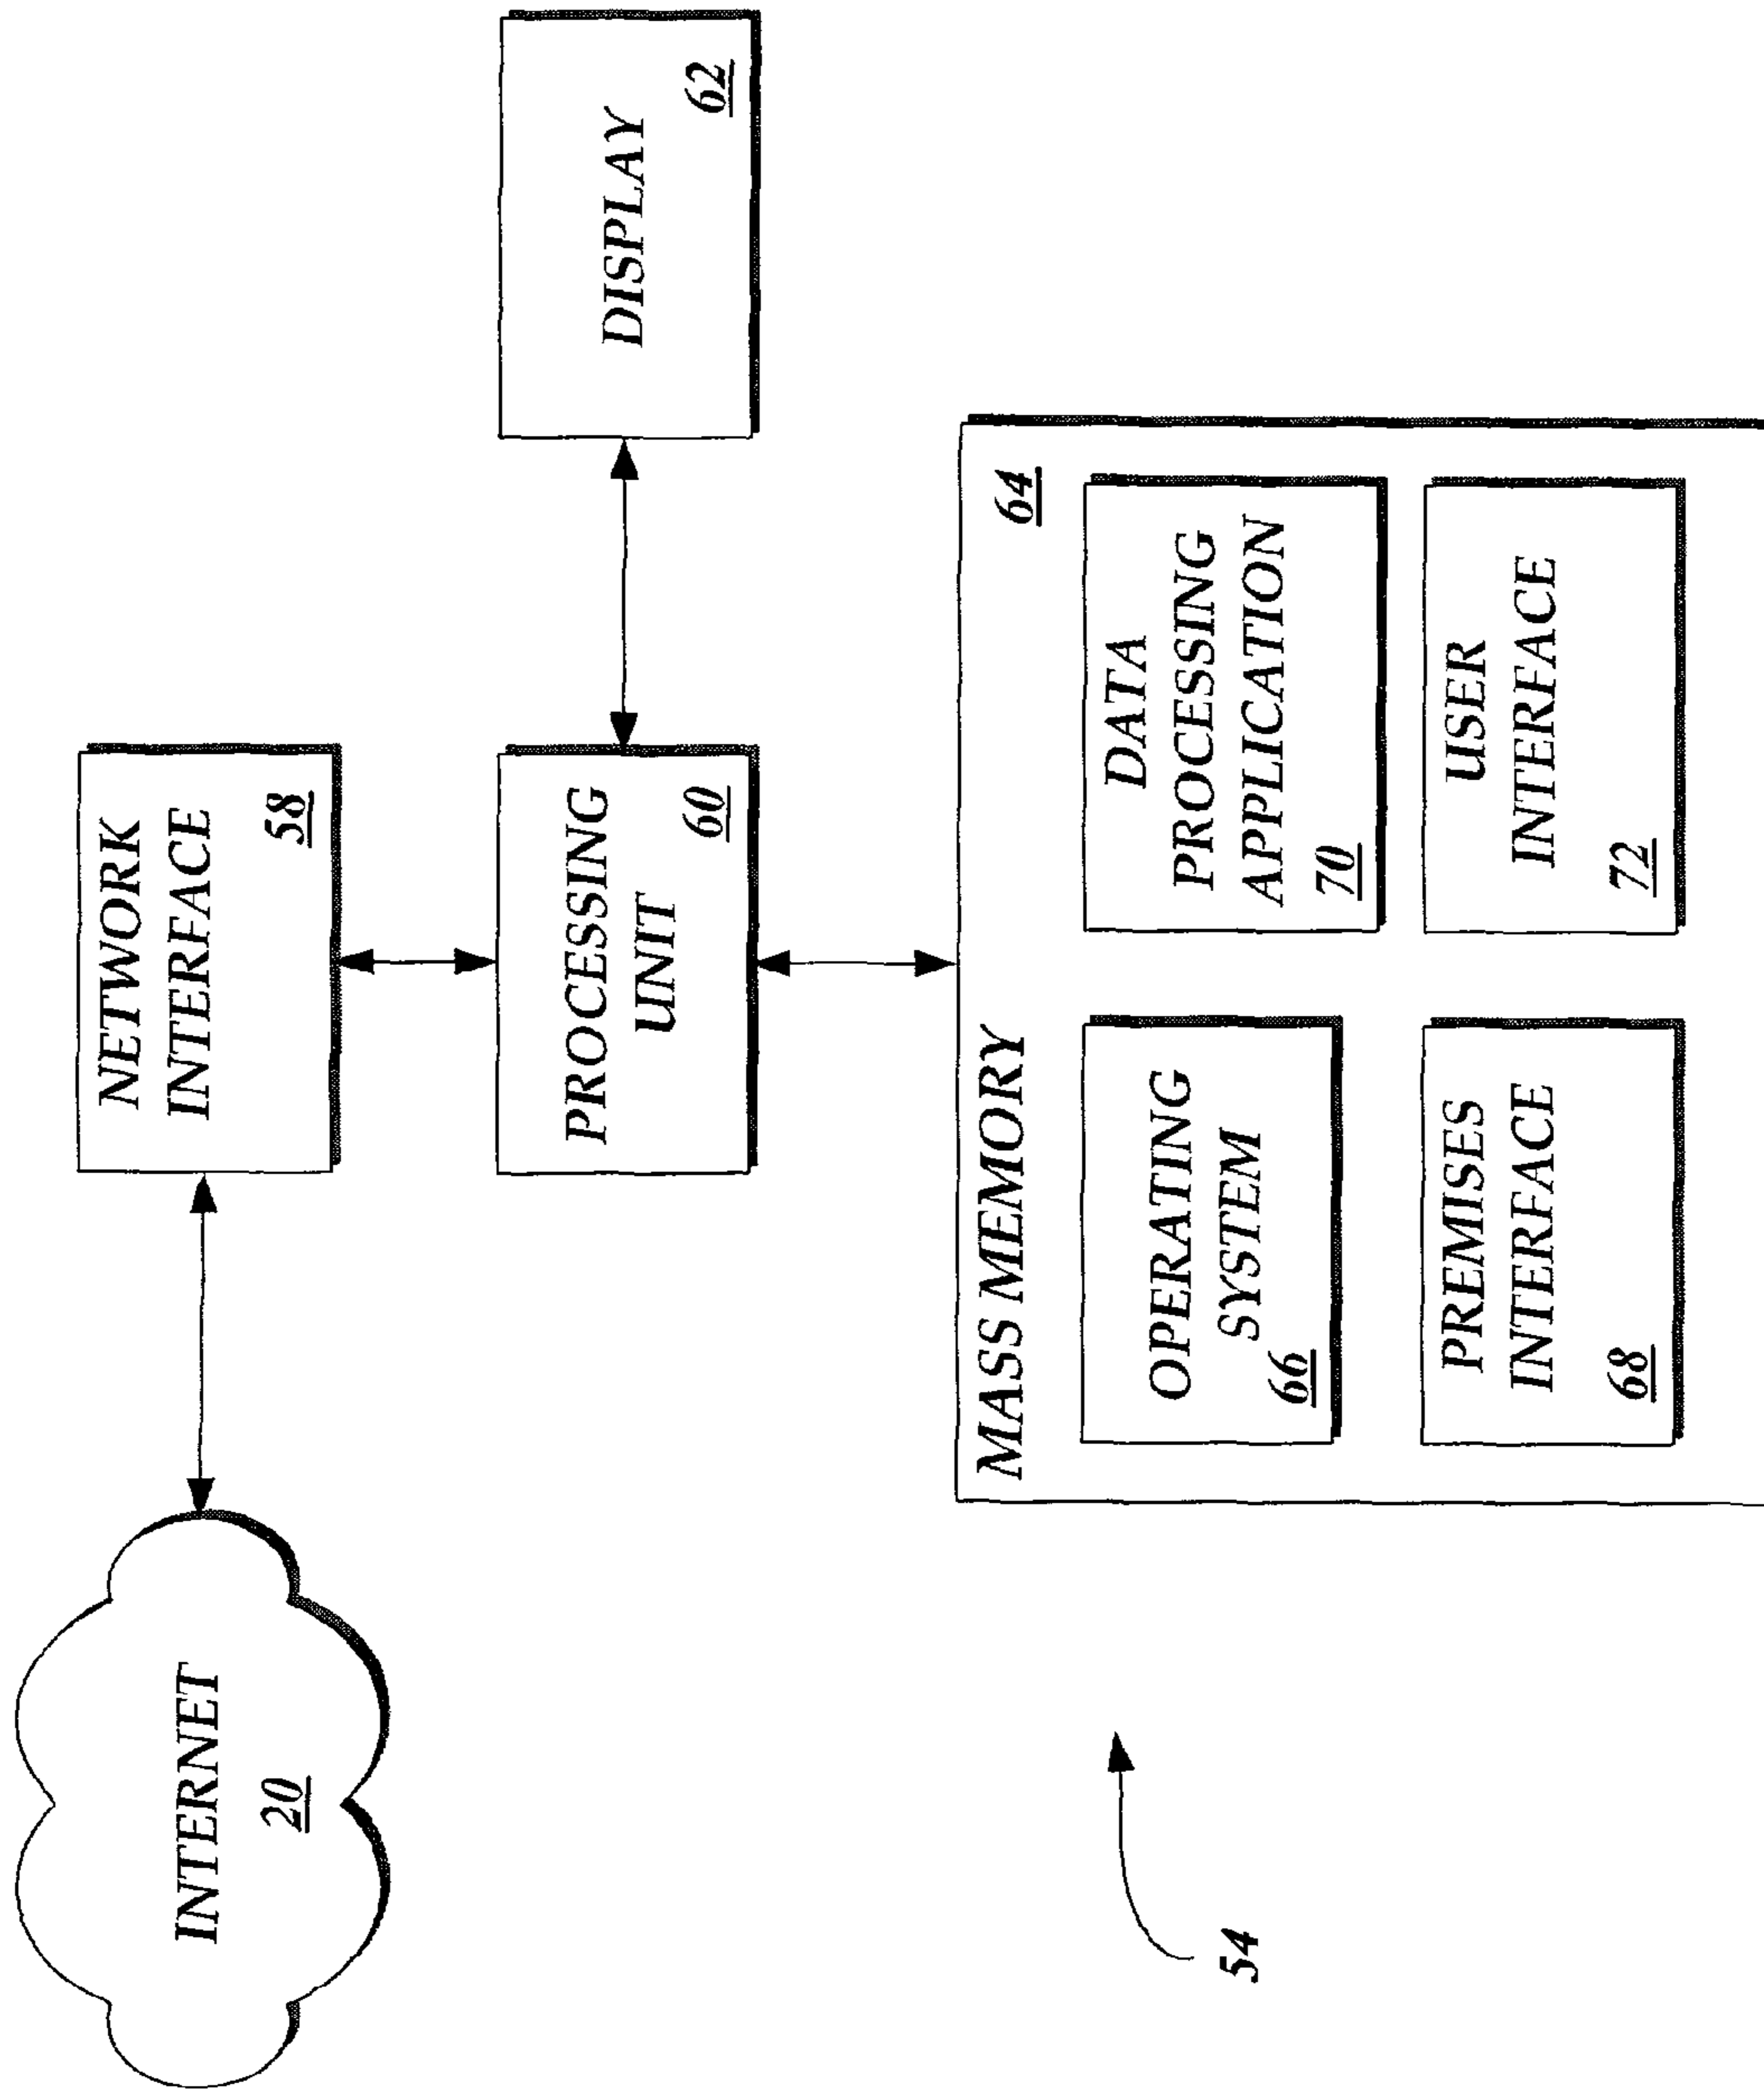 INTERNET
20
NETWORK
INTERFACE
58
PROCESSING
UNIT
60
DISPLAY
62
MASS MEMORY
64
OPERATING
SYSTEM
66
DATA
PROCESSING
APPLICATION
70
PREMISES
INTERFACE
68
USER
INTERFACE
72
54